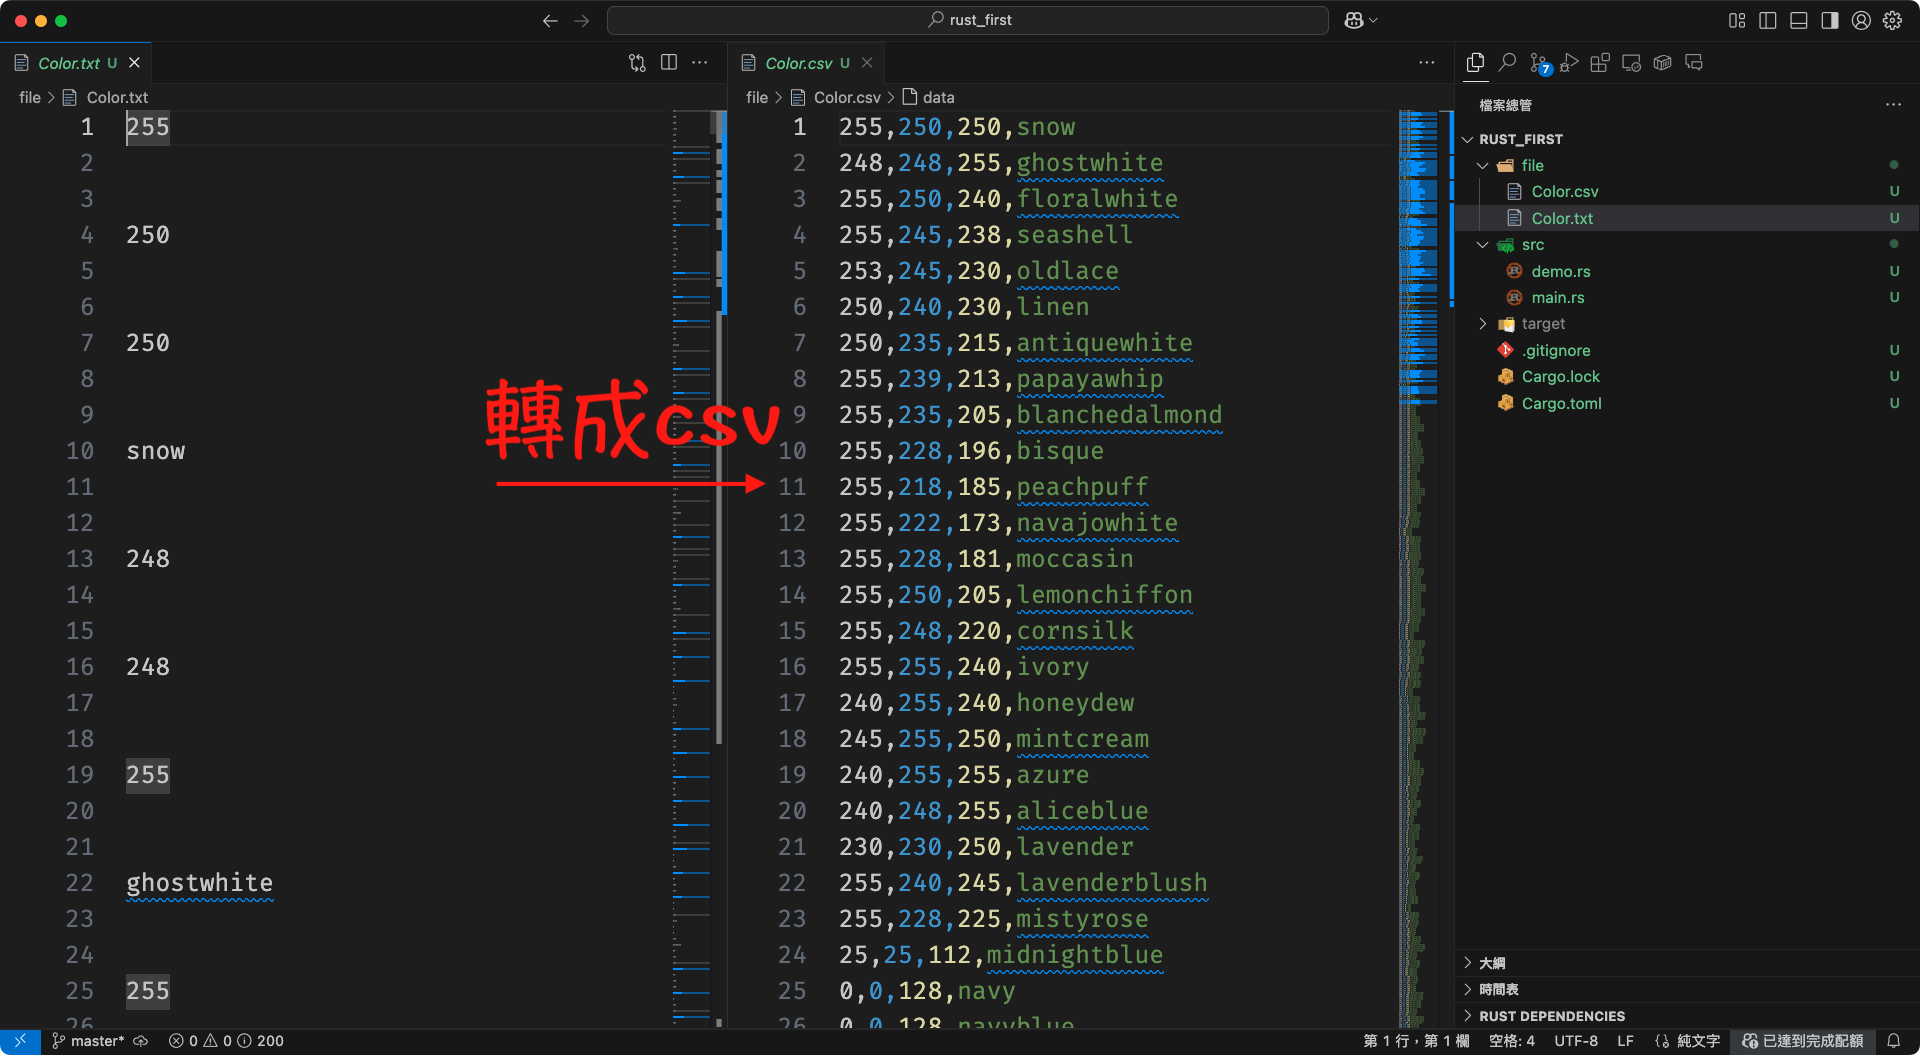 rust_first
Color.txt U
Color.csv U
7
file > Color.txt
file > Color.csv > data
1 255
2
3
4 250
5
6
7 250
8
9
10 snow
11
12
13 248
14
15
16 248
17
18
19 255
20
21
22 ghostwhite
23
24
25 255
26
轉成csv
1 255,250,250,snow
2 248,248,255,ghostwhite
3 255,250,240,floralwhite
4 255,245,238,seashell
5 253,245,230,oldlace
6 250,240,230,linen
7 250,235,215,antiquewhite
8 255,239,213,papayawhip
9 255,235,205,blanchedalmond
10 255,228,196,bisque
11 255,218,185,peachpuff
12 255,222,173,navajowhite
13 255,228,181,moccasin
14 255,250,205,lemonchiffon
15 255,248,220,cornsilk
16 255,255,240,ivory
17 240,255,240,honeydew
18 245,255,250,mintcream
19 240,255,255,azure
20 240,248,255,aliceblue
21 230,230,250,lavender
22 255,240,245,lavenderblush
23 255,228,225,mistyrose
24 25,25,112,midnightblue
25 0,0,128,navy
26 0,0,128,navyblue
檔案總管
RUST_FIRST
file
Color.csv U
Color.txt U
src
demo.rs U
main.rs U
target
.gitignore U
Cargo.lock U
Cargo.toml U
大綱
時間表
RUST DEPENDENCIES
master* 0 0 200
第 1 行，第 1 欄 空格: 4 UTF-8 LF 純文字 已達到完成配額